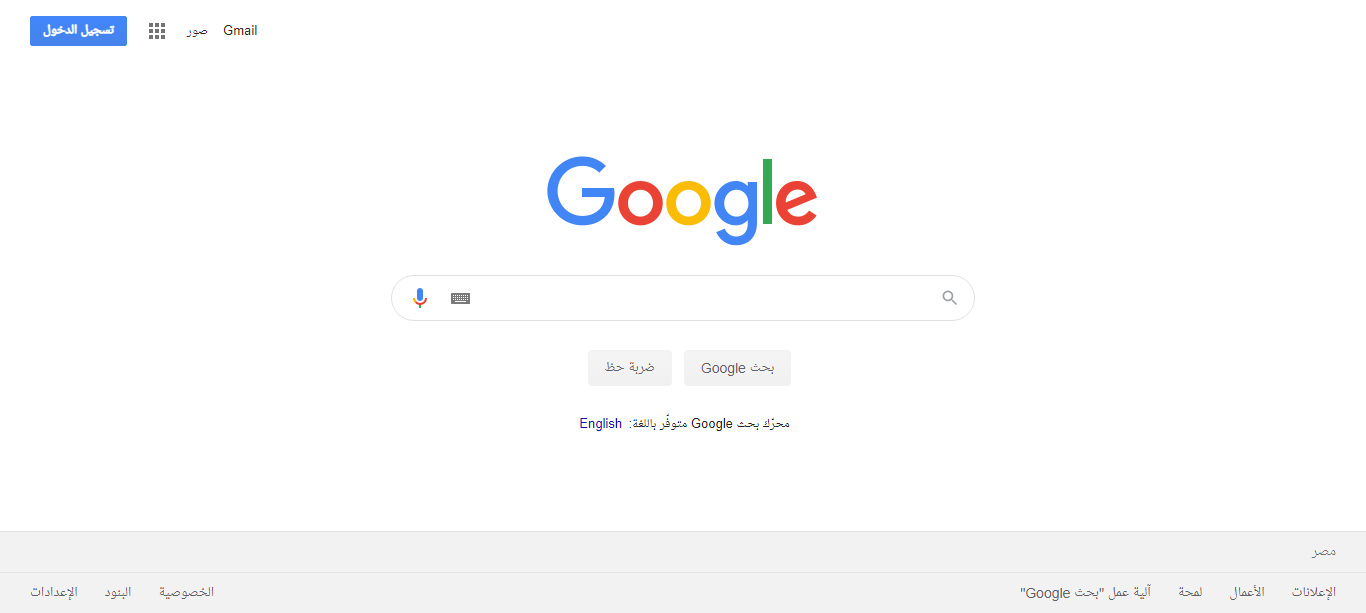 Gmail صور تسجيل الدخول
Google
بحث Google ضربة حظ
محرّك بحث Google متوفّر باللغة: English
مصر
الإعلانات الأعمال لمحة آلية عمل "بحث Google" الخصوصية البنود الإعدادات